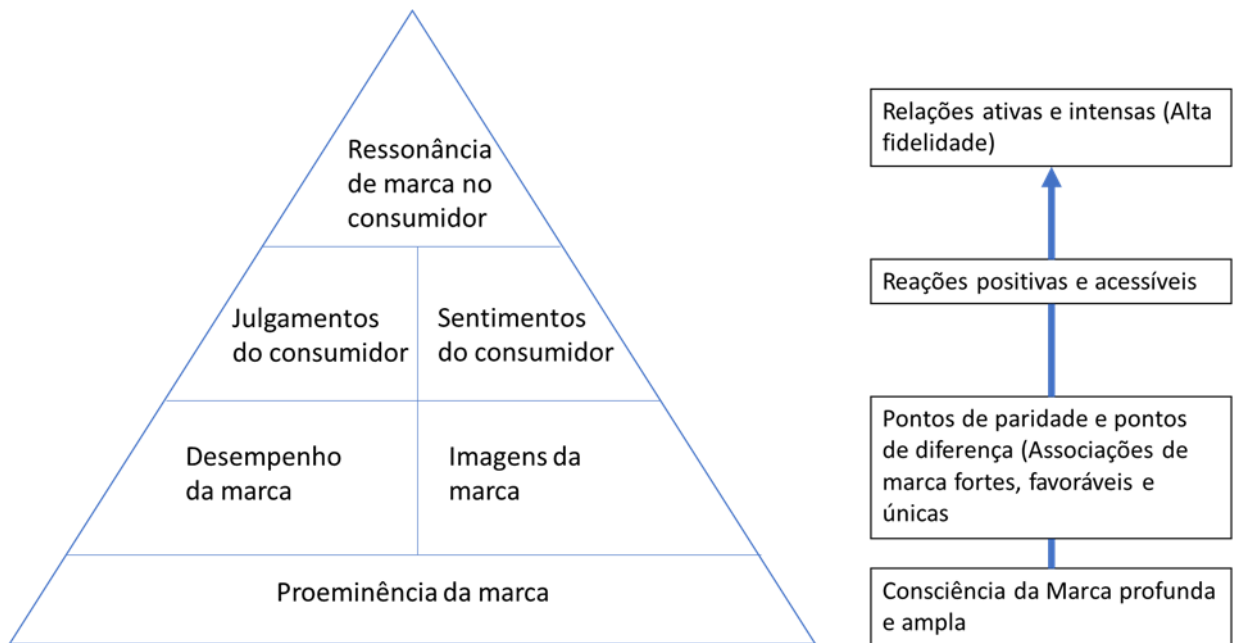 Ressonância
de marca no
consumidor
Julgamentos
do consumidor
Sentimentos
do consumidor
Desempenho
da marca
Imagens da
marca
Proeminência da marca
Relações ativas e intensas (Alta
fidelidade)
Reações positivas e acessíveis
Pontos de paridade e pontos
de diferença (Associações de
marca fortes, favoráveis e
únicas
Consciência da Marca profunda
e ampla